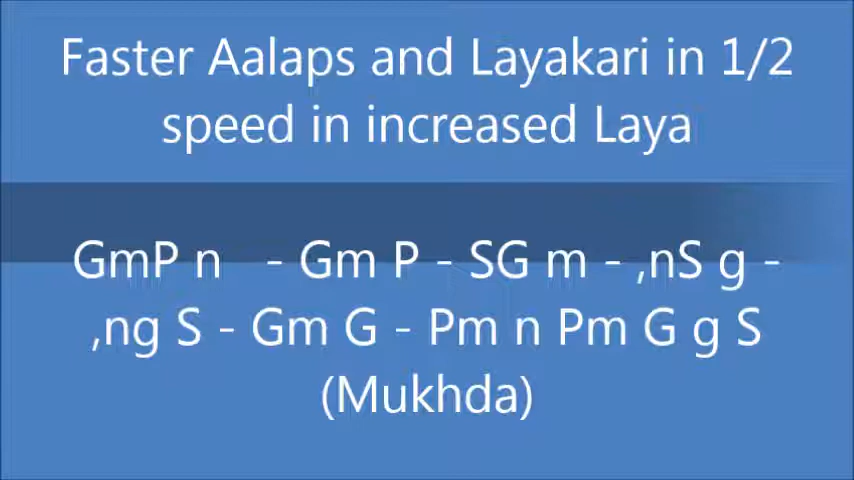 Faster Aalaps and Layakari in 1/2
speed in increased Laya
GmP n - Gm P - SG m - ,nS g -
,ng S - Gm G - Pm n Pm G g S
(Mukhda)